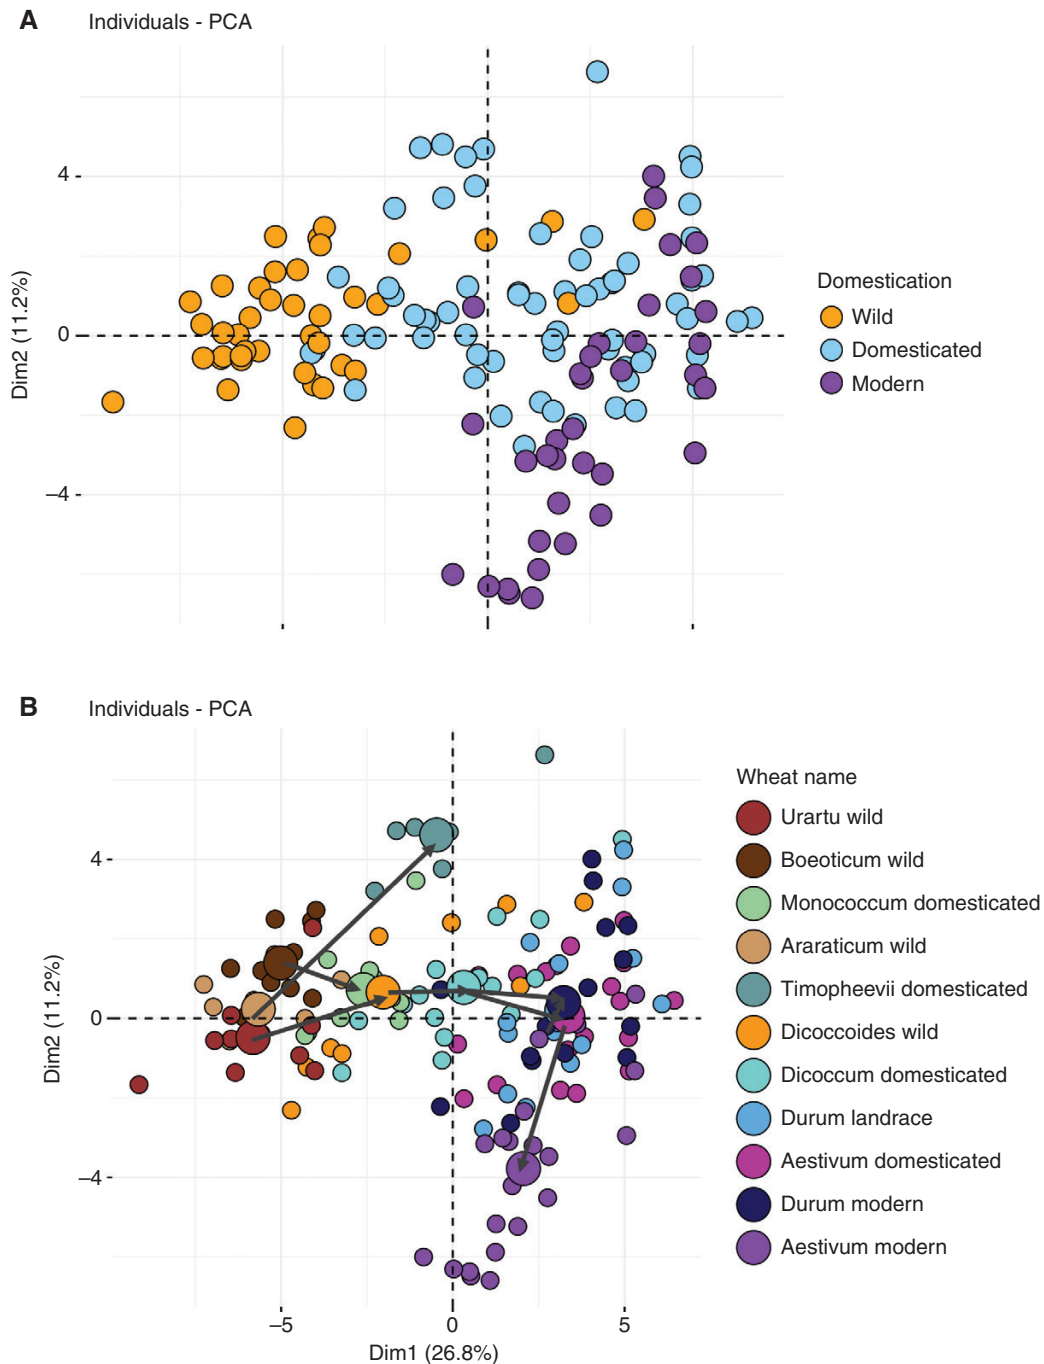 A
Individuals - PCA
4
0
–4
Dim2 (11.2%)
Domestication
Wild
Domesticated
Modern
B
Individuals - PCA
4
0
–4
Dim2 (11.2%)
–5
0
5
Dim1 (26.8%)
Wheat name
Urartu wild
Boeoticum wild
Monococcum domesticated
Araraticum wild
Timopheevii domesticated
Dicoccoides wild
Dicoccum domesticated
Durum landrace
Aestivum domesticated
Durum modern
Aestivum modern